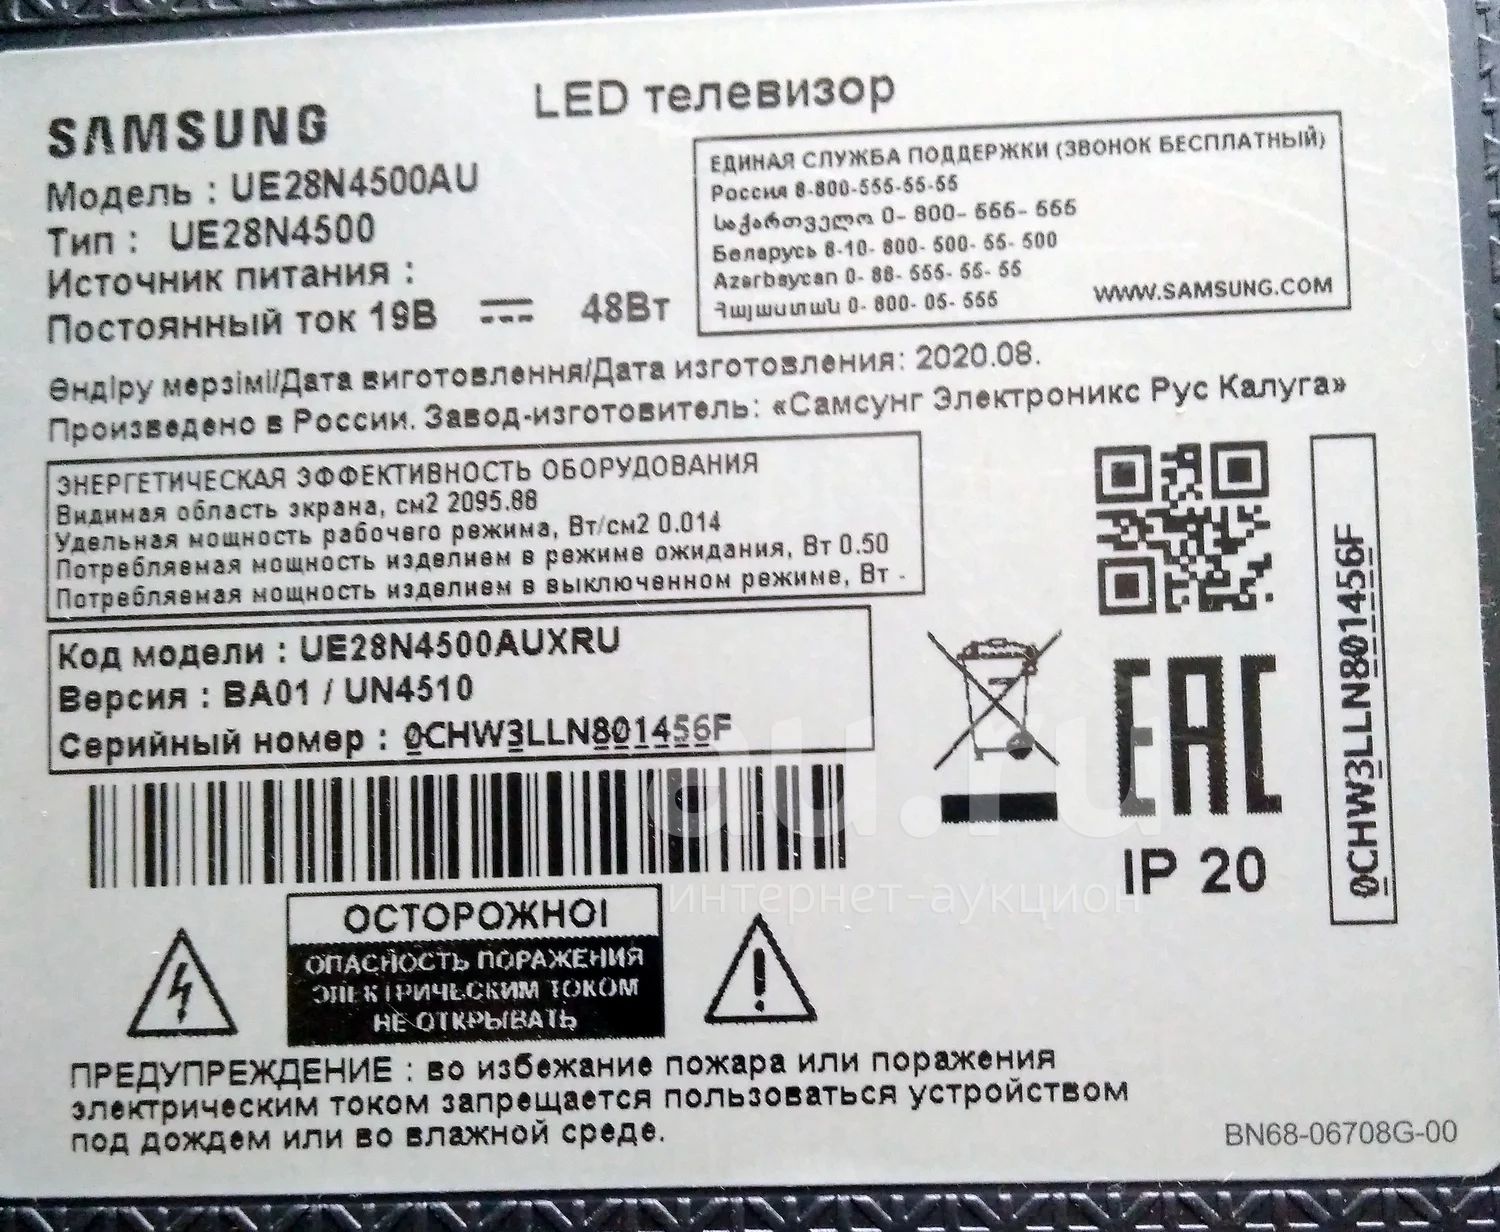 LED телевизор
SAMSUNG
Модель : UE28N4500AU
Тип : UE28N4500
Источник питания :
Постоянный ток 19В 48Вт
ЕДИНАЯ СЛУЖБА ПОДДЕРЖКИ (ЗВОНОК БЕСПЛАТНЫЙ)
Россия 8-800-555-55-55
საქართველო 0- 800- 555- 555
Беларусь 8-10- 800- 500- 55- 500
Azərbaycan 0- 88- 555- 55- 55
Հայաստան 0- 800- 05- 555
WWW.SAMSUNG.COM
Өндіру мерзімі/Дата виготовлення/Дата изготовления: 2020.08.
Произведено в России. Завод-изготовитель: «Самсунг Электроникс Рус Калуга»
ЭНЕРГЕТИЧЕСКАЯ ЭФФЕКТИВНОСТЬ ОБОРУДОВАНИЯ
Видимая область экрана, см2 2095.88
Удельная мощность рабочего режима, Вт/см2 0.014
Потребляемая мощность изделием в режиме ожидания, Вт 0.50
Потребляемая мощность изделием в выключенном режиме, Вт -
Код модели : UE28N4500AUXRU
Версия : BA01 / UN4510
Серийный номер : 0CHW3LLN801456F
0CHW3LLN801456F
EAC
IP 20
au.ru
интернет-аукцион
ОСТОРОЖНО!
ОПАСНОСТЬ ПОРАЖЕНИЯ
ЭЛЕКТРИЧЕСКИМ ТОКОМ
НЕ ОТКРЫВАТЬ
ПРЕДУПРЕЖДЕНИЕ : во избежание пожара или поражения
электрическим током запрещается пользоваться устройством
под дождем или во влажной среде.
BN68-06708G-00